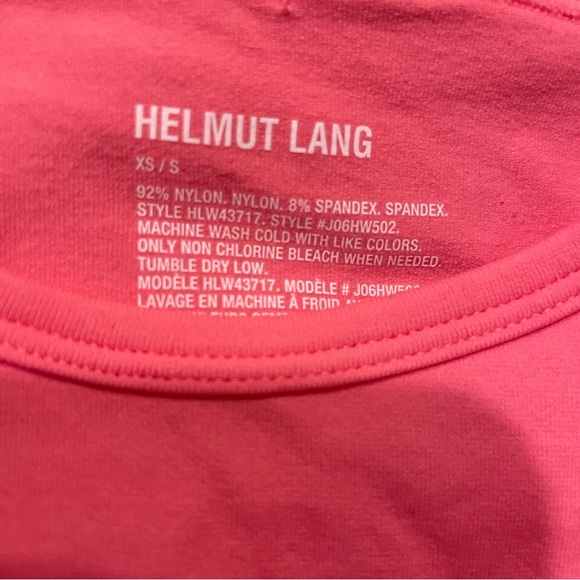 HELMUT LANG
XS / S
92% NYLON. NYLON. 8% SPANDEX. SPANDEX.
STYLE HLW43717. STYLE #J06HW502.
MACHINE WASH COLD WITH LIKE COLORS.
ONLY NON CHLORINE BLEACH WHEN NEEDED.
TUMBLE DRY LOW.
MODÈLE HLW43717. MODÈLE #
LAVAGE EN MACHINE À FROID